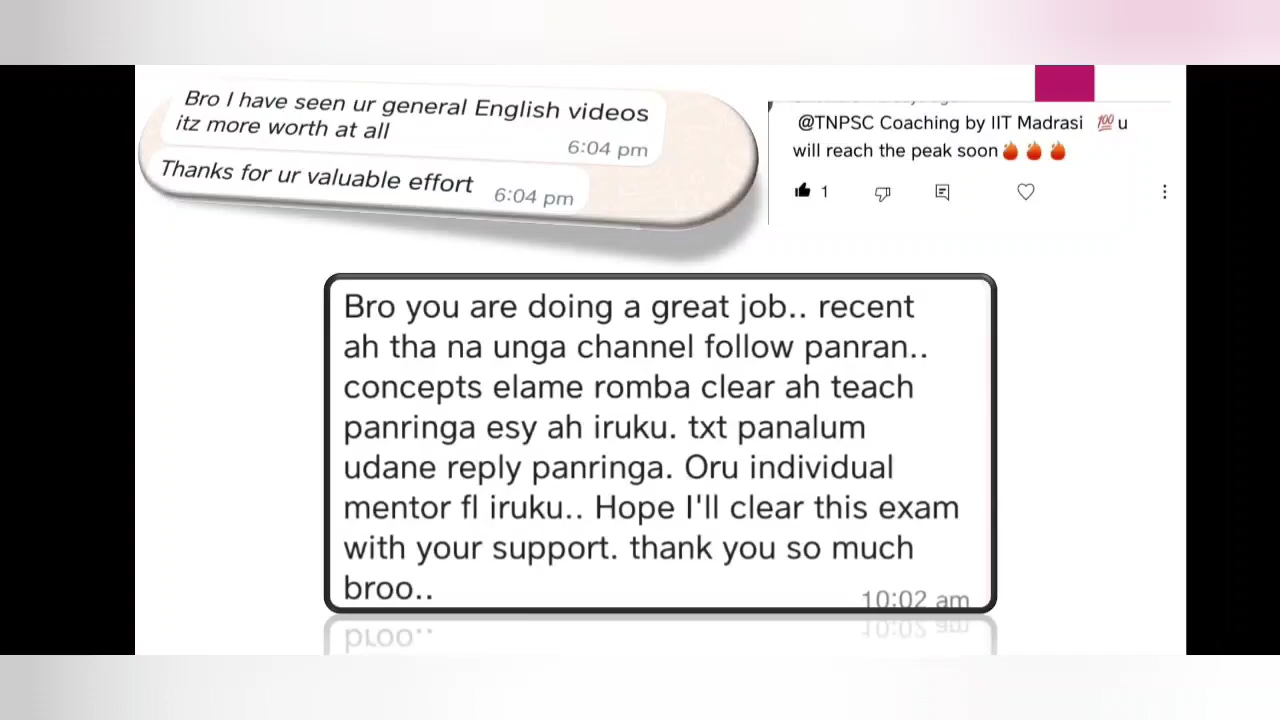 Bro I have seen ur general English videos
itz more worth at all
6:04 pm
Thanks for ur valuable effort
6:04 pm
@TNPSC Coaching by IIT Madrasi 💯 u
will reach the peak soon🔥🔥🔥
1
Bro you are doing a great job.. recent
ah tha na unga channel follow panran..
concepts elame romba clear ah teach
panringa esy ah iruku. txt panalum
udane reply panringa. Oru individual
mentor fl iruku.. Hope I'll clear this exam
with your support. thank you so much
broo..
10:02 am